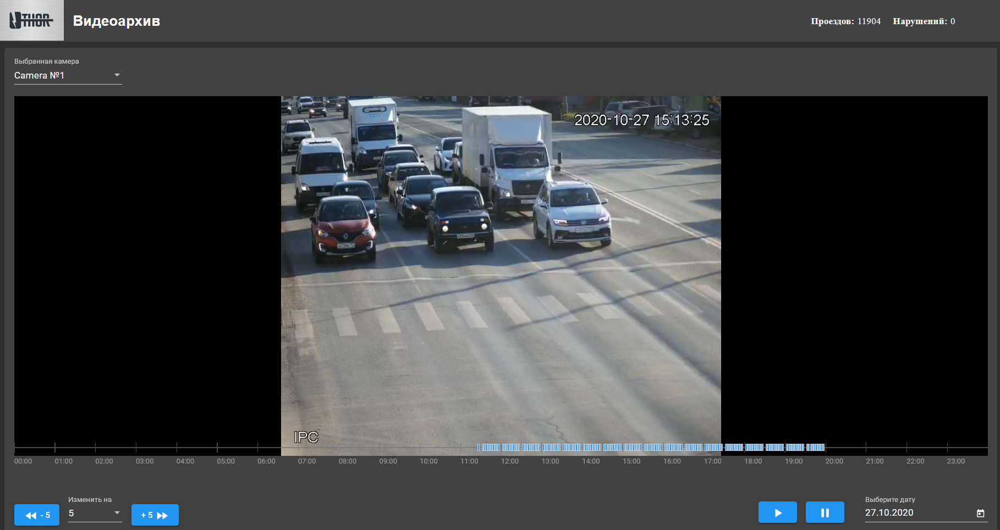 THOR
Видеоархив
Проездов: 11904 Нарушений: 0
Выбранная камера
Camera №1
2020-10-27 15:13:25
IPC
00:00 01:00 02:00 03:00 04:00 05:00 06:00 07:00 08:00 09:00 10:00 11:00 12:00 13:00 14:00 15:00 16:00 17:00 18:00 19:00 20:00 21:00 22:00 23:00
Изменить на
Выберите дату
- 5
5
+ 5
27.10.2020